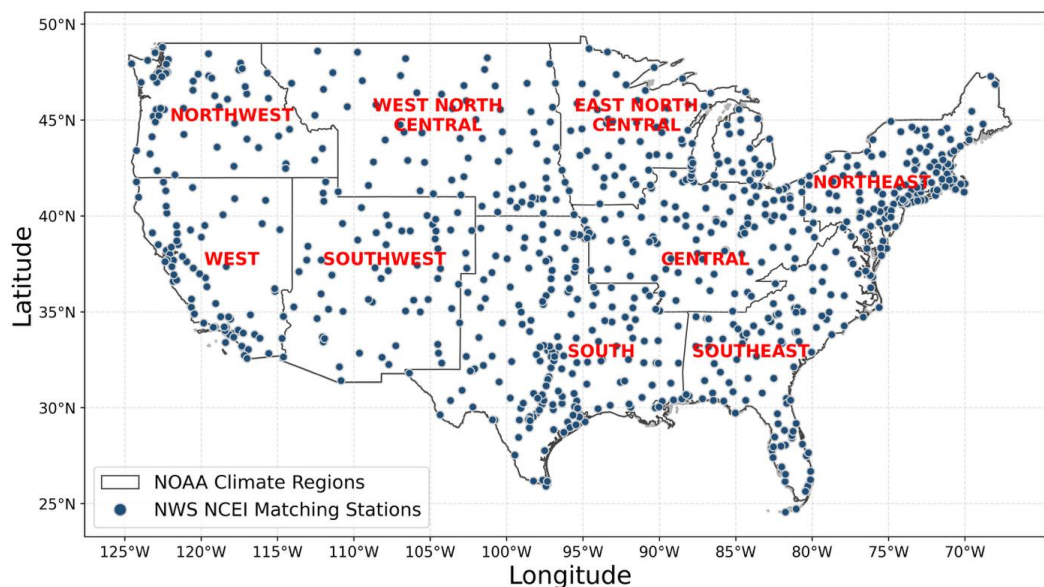 50°N
45°N
40°N
35°N
30°N
25°N
Latitude
NORTHWEST
WEST NORTH
CENTRAL
EAST NORTH
CENTRAL
NORTHEAST
WEST
SOUTHWEST
CENTRAL
SOUTH
SOUTHEAST
NOAA Climate Regions
NWS NCEI Matching Stations
125°W
120°W
115°W
110°W
105°W
100°W
95°W
90°W
85°W
80°W
75°W
70°W
Longitude